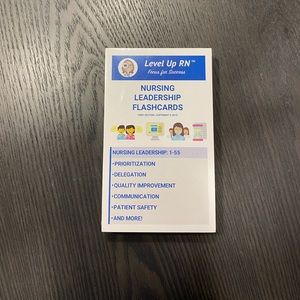 Level Up RN™
Focus for Success
NURSING
LEADERSHIP
FLASHCARDS
NURSING LEADERSHIP: 1-55
•PRIORITIZATION
•DELEGATION
•QUALITY IMPROVEMENT
•COMMUNICATION
•PATIENT SAFETY
•AND MORE!